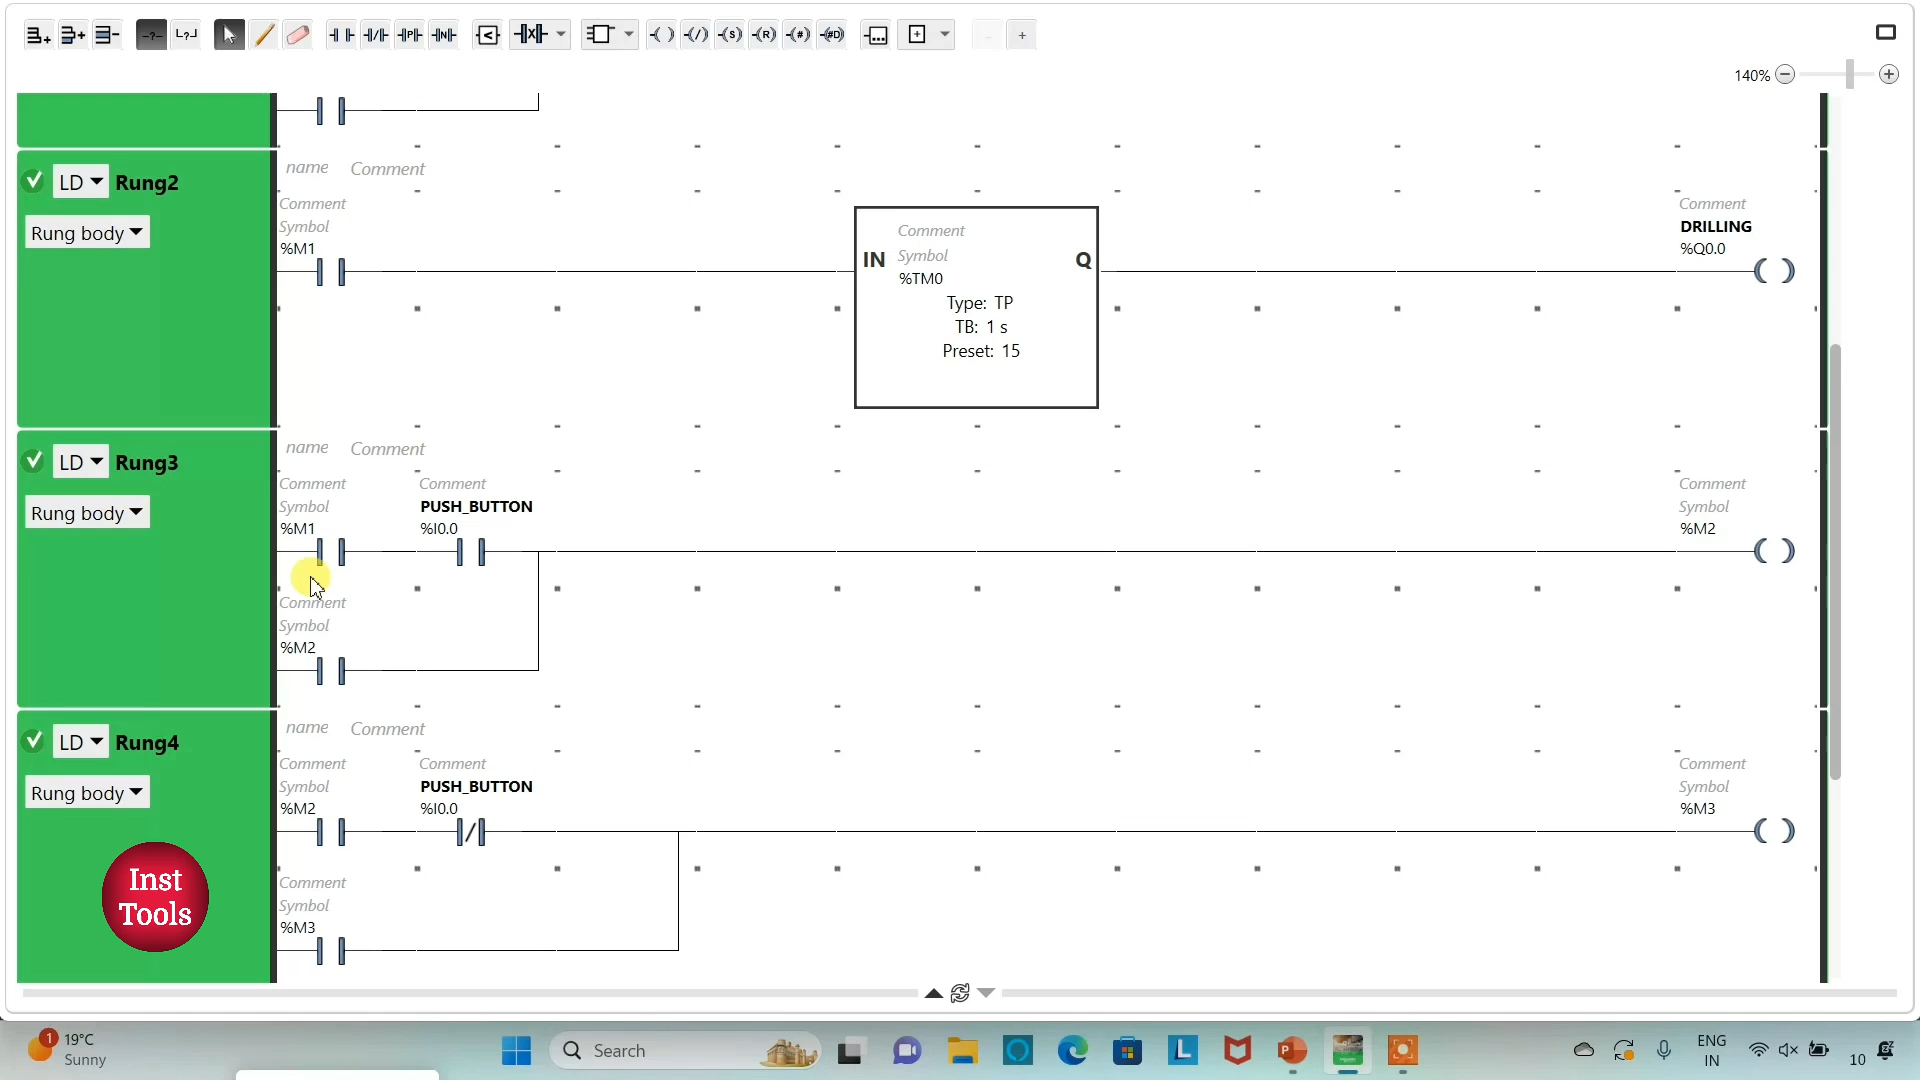 140%
name Comment
LD Rung2
Rung body
Comment
Symbol
%M1
IN
Comment
Symbol
%TM0
Q
Type: TP
TB: 1 s
Preset: 15
Comment
DRILLING
%Q0.0
name Comment
LD Rung3
Rung body
Comment
Symbol
%M1
Comment
PUSH_BUTTON
%I0.0
Comment
Symbol
%M2
Comment
Symbol
%M2
name Comment
LD Rung4
Rung body
Comment
Symbol
%M2
Comment
PUSH_BUTTON
%I0.0
Comment
Symbol
%M3
Comment
Symbol
%M3
Inst
Tools
1
19°C
Sunny
Search
L
ENG
IN
10